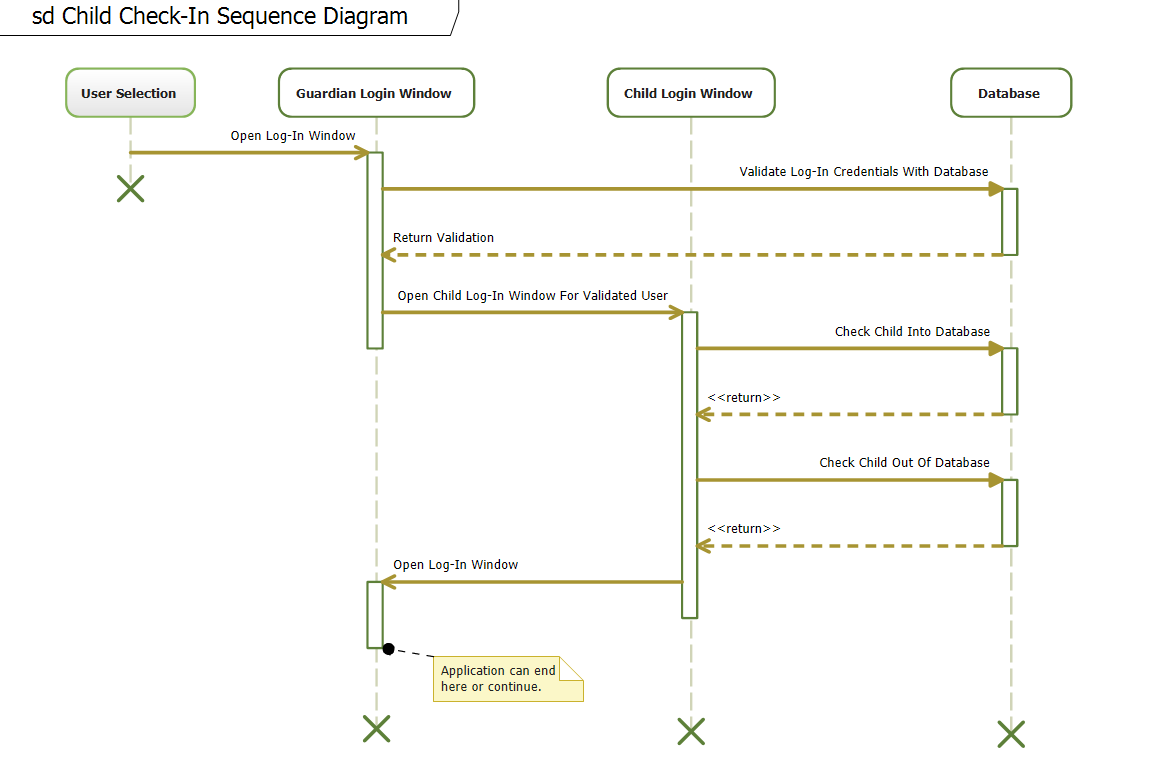 sd Child Check-In Sequence Diagram
User Selection
Guardian Login Window
Child Login Window
Database
Open Log-In Window
Validate Log-In Credentials With Database
Return Validation
Open Child Log-In Window For Validated User
Check Child Into Database
<<return>>
Check Child Out Of Database
<<return>>
Open Log-In Window
Application can end
here or continue.